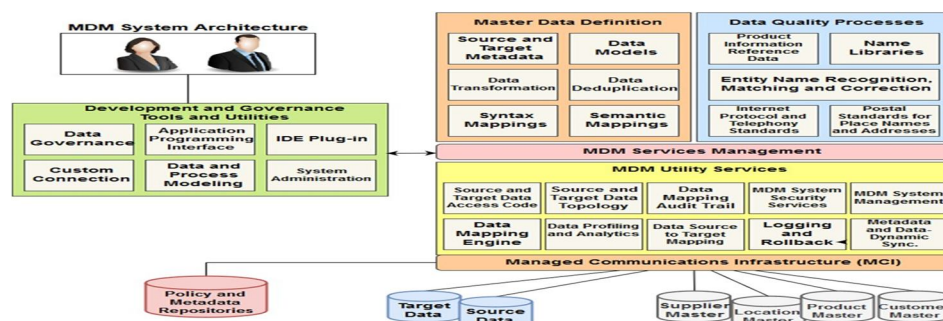 MDM System Architecture
Development and Governance
Tools and Utilities
Data
Governance
Application
Programming
Interface
IDE Plug-in
Custom
Connection
Data and
Process
Modeling
System
Administration
Master Data Definition
Source and
Target
Metadata
Data
Models
Data
Transformation
Data
Deduplication
Syntax
Mappings
Semantic
Mappings
Data Quality Processes
Product
Information
Reference
Data
Name
Libraries
Entity Name Recognition,
Matching and Correction
Internet
Protocol and
Telephony
Standards
Postal
Standards for
Place Names
and Addresses
MDM Services Management
MDM Utility Services
Source and
Target Data
Access Code
Source and
Target Data
Topology
Data
Mapping
Audit Trail
MDM System
Security
Services
MDM System
Management
Data
Mapping
Engine
Data Profiling
and Analytics
Data Source
to Target
Mapping
Logging
and
Rollback
Metadata
and Data-
Dynamic
Sync.
Managed Communications Infrastructure (MCI)
Policy and
Metadata
Repositories
Target
Data
Source
Data
Supplier
Master
Location
Master
Product
Master
Customer
Master